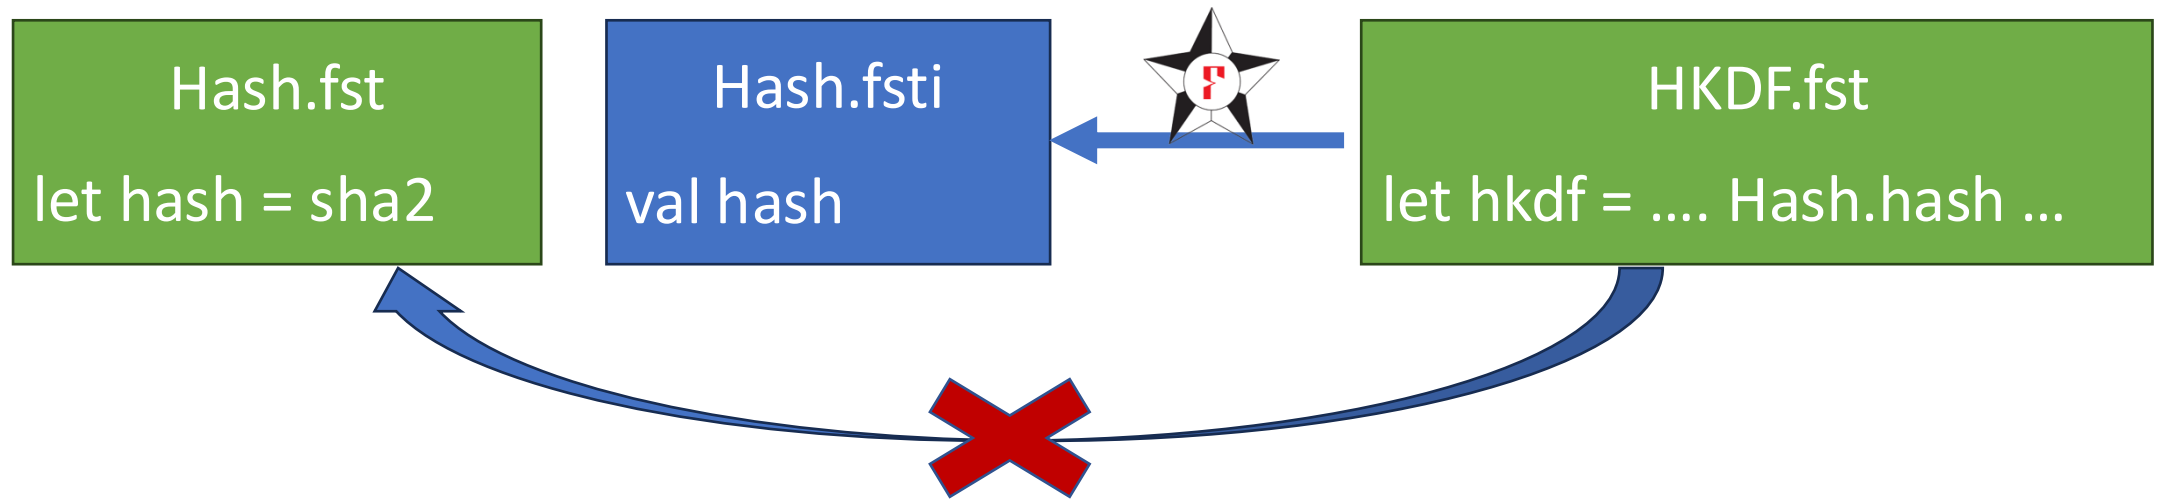 Hash.fst
let hash = sha2
Hash.fsti
val hash
F
HKDF.fst
let hkdf = .... Hash.hash ...